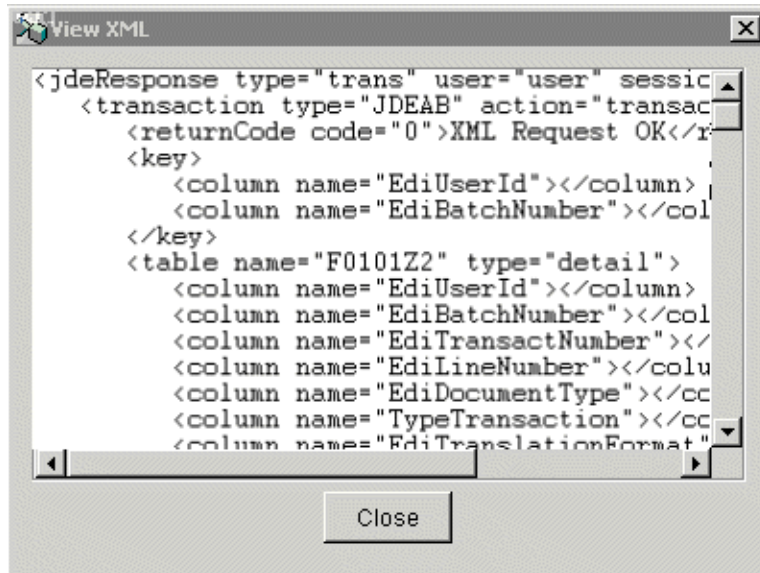 View XML
<jdeResponse type="trans" user="user" sessic
<transaction type="JDEAB" action="transac
<returnCode code="0">XML Request OK</r
<key>
<column name="EdiUserId"></column>
<column name="EdiBatchNumber"></col
</key>
<table name="F0101Z2" type="detail">
<column name="EdiUserId"></column>
<column name="EdiBatchNumber"></col
<column name="EdiTransactNumber"></
<column name="EdiLineNumber"></colu
<column name="EdiDocumentType"></cc
<column name="TypeTransaction"></cc
<column name="EdiTranslationFormat"
Close